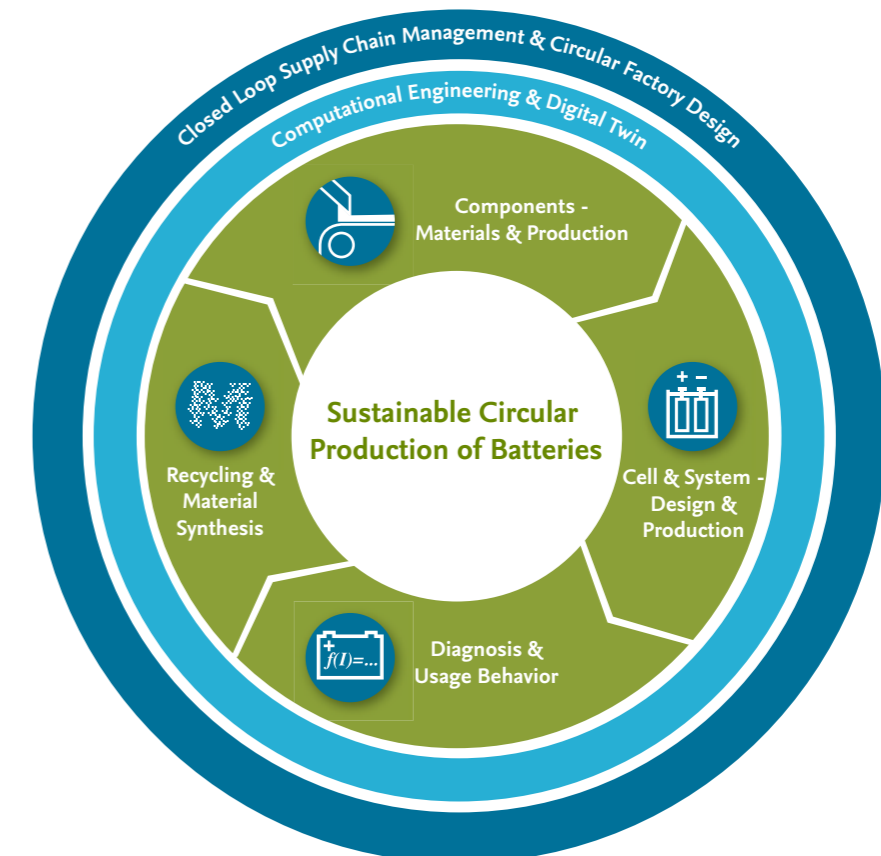 Closed Loop Supply Chain Management & Circular Factory Design
Computational Engineering & Digital Twin
Components -
Materials & Production
Sustainable Circular
Production of Batteries
+ −
Cell & System -
Design &
Production
Recycling &
Material
Synthesis
Diagnosis &
Usage Behavior
+
f(I)=...